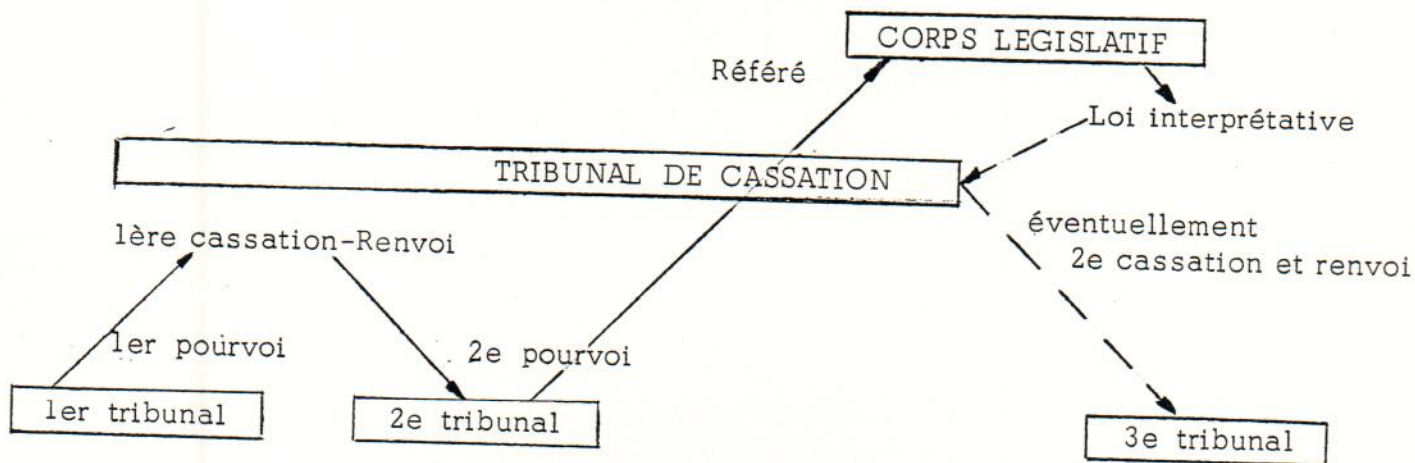 CORPS LEGISLATIF
Référé
Loi interprétative
TRIBUNAL DE CASSATION
éventuellement
2e cassation et renvoi
1ère cassation-Renvoi
1er pourvoi
2e pourvoi
1er tribunal
2e tribunal
3e tribunal